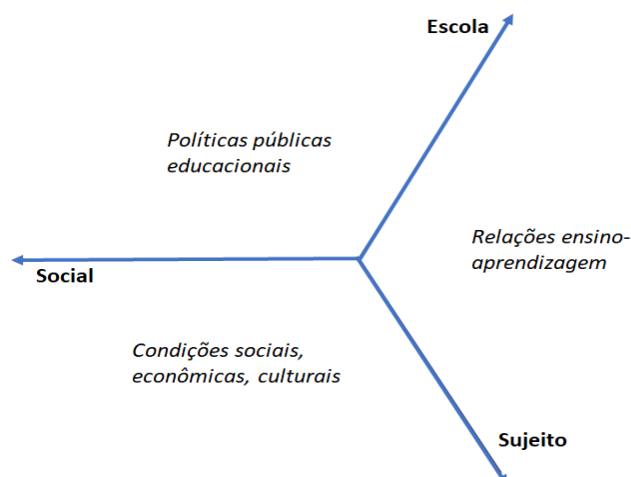 Escola
Políticas públicas
educacionais
Relações ensino-
aprendizagem
Social
Condições sociais,
econômicas, culturais
Sujeito